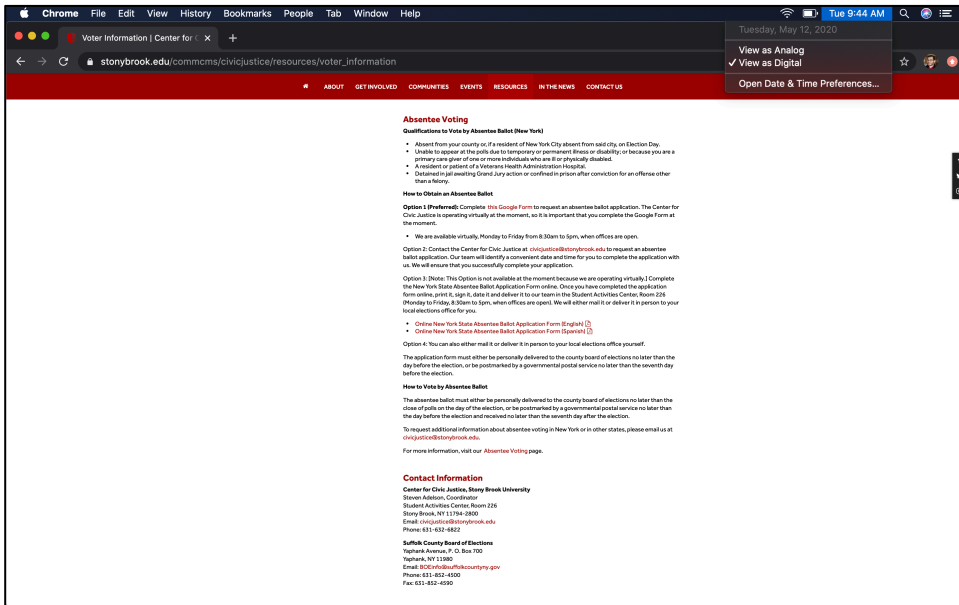 Chrome File Edit View History Bookmarks People Tab Window Help
Tue 9:44 AM
Tuesday, May 12, 2020
View as Analog
✓ View as Digital
Open Date & Time Preferences...
Voter Information | Center for
stonybrook.edu/commcms/civicjustice/resources/voter_information
ABOUT GET INVOLVED COMMUNITIES EVENTS RESOURCES IN THE NEWS CONTACT US
Absentee Voting
Qualifications to Vote by Absentee Ballot (New York)
• Absent from your county or, if a resident of New York City absent from said city, on Election Day.
• Unable to appear at the polls due to temporary or permanent illness or disability; or because you are a
primary care giver of one or more individuals who are ill or physically disabled.
• A resident or patient of a Veterans Health Administration Hospital.
• Detained in jail awaiting Grand Jury action or confined in prison after conviction for an offense other
than a felony.
How to Obtain an Absentee Ballot
Option 1 (Preferred): Complete this Google Form to request an absentee ballot application. The Center for
Civic Justice is operating virtually at the moment, so it is important that you complete the Google Form at
the moment.
• We are available virtually, Monday to Friday from 8:30am to 5pm, when offices are open.
Option 2: Contact the Center for Civic Justice at civicjustice@stonybrook.edu to request an absentee
ballot application. Our team will identify a convenient date and time for you to complete the application with
us. We will ensure that you successfully complete your application.
Option 3: [Note: This Option is not available at the moment because we are operating virtually.] Complete
the New York State Absentee Ballot Application Form online. Once you have completed the application
form online, print it, sign it, date it and deliver it to our team in the Student Activities Center, Room 226
(Monday to Friday, 8:30am to 5pm, when offices are open). We will either mail it or deliver it in person to your
local elections office for you.
• Online New York State Absentee Ballot Application Form (English)
• Online New York State Absentee Ballot Application Form (Spanish)
Option 4: You can also either mail it or deliver it in person to your local elections office yourself.
The application form must either be personally delivered to the county board of elections no later than the
day before the election, or be postmarked by a governmental postal service no later than the seventh day
before the election.
How to Vote by Absentee Ballot
The absentee ballot must either be personally delivered to the county board of elections no later than the
close of polls on the day of the election, or be postmarked by a governmental postal service no later than
the day before the election and received no later than the seventh day after the election.
To request additional information about absentee voting in New York or in other states, please email us at
civicjustice@stonybrook.edu.
For more information, visit our Absentee Voting page.
Contact Information
Center for Civic Justice, Stony Brook University
Steven Adelson, Coordinator
Student Activities Center, Room 226
Stony Brook, NY 11794-2800
Email: civicjustice@stonybrook.edu
Phone: 631-632-6822
Suffolk County Board of Elections
Yaphank Avenue, P. O. Box 700
Yaphank, NY 11980
Email: BOEinfo@suffolkcountyny.gov
Phone: 631-852-4500
Fax: 631-852-4590